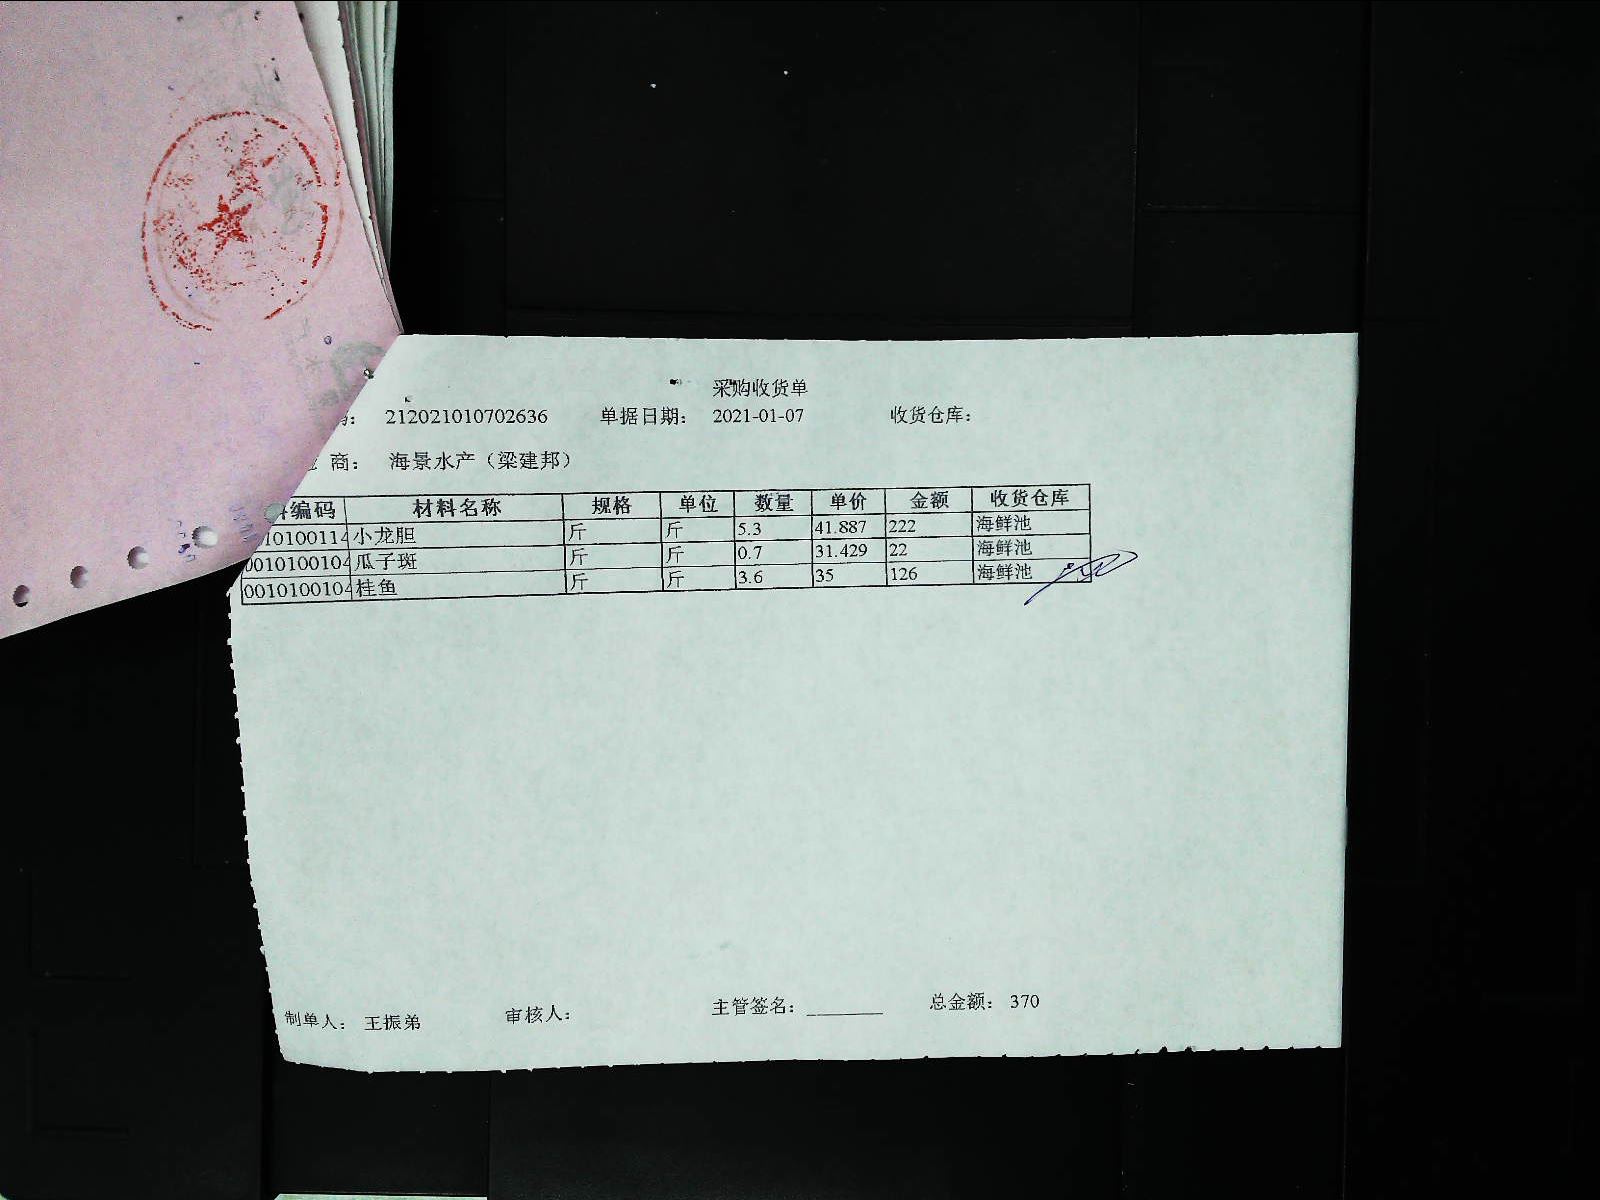 采购收货单
212021010702636 单据日期： 2021-01-07 收货仓库：
商： 海景水产（梁建邦）
编码 材料名称 规格 单位 数量 单价 金额 收货仓库
010100114 小龙胆 斤 斤 5.3 41.887 222 海鲜池
0010100104 瓜子斑 斤 斤 0.7 31.429 22 海鲜池
0010100104 桂鱼 斤 斤 3.6 35 126 海鲜池
制单人： 王振弟 审核人： 主管签名： 总金额： 370